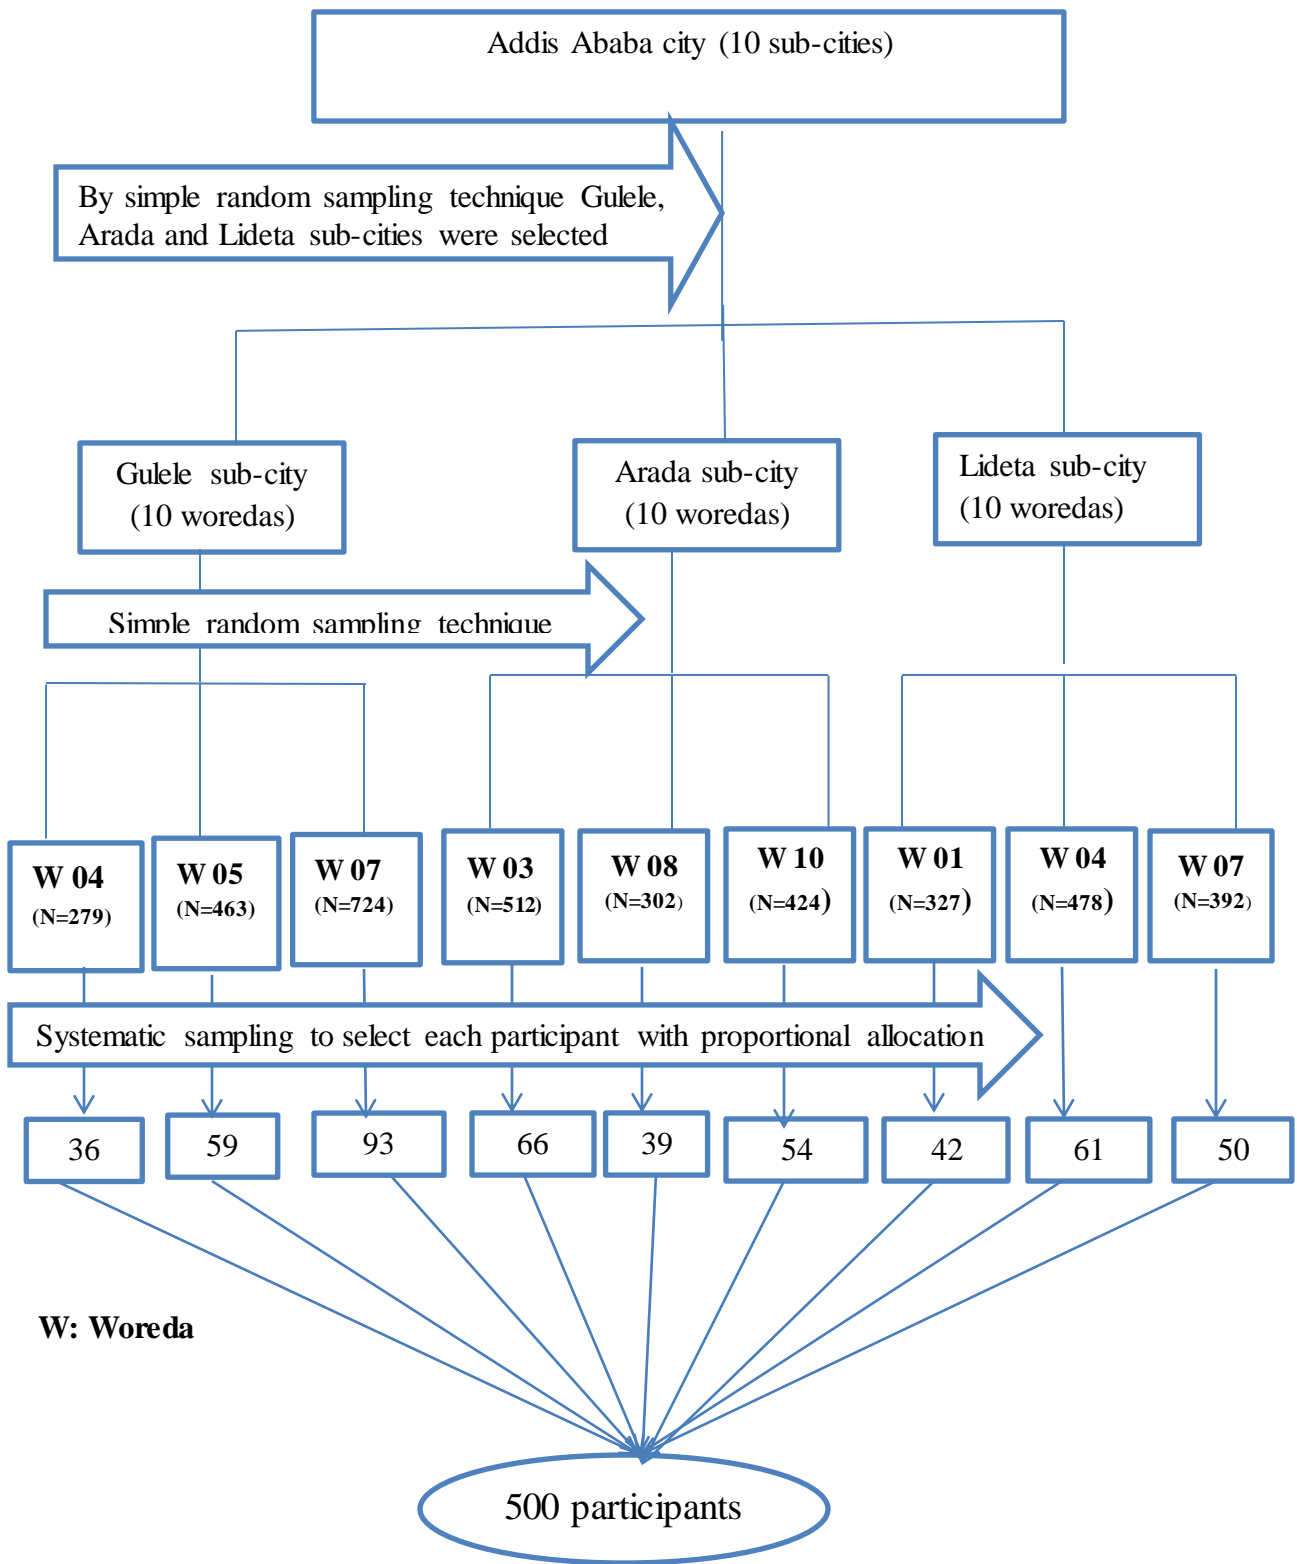 Addis Ababa city (10 sub-cities)
By simple random sampling technique Gulele,
Arada and Lideta sub-cities were selected
Gulele sub-city
(10 woredas)
Arada sub-city
(10 woredas)
Lideta sub-city
(10 woredas)
Simple random sampling technique
W 04
(N=279)
W 05
(N=463)
W 07
(N=724)
W 03
(N=512)
W 08
(N=302)
W 10
(N=424)
W 01
(N=327)
W 04
(N=478)
W 07
(N=392)
Systematic sampling to select each participant with proportional allocation
36
59
93
66
39
54
42
61
50
W: Woreda
500 participants